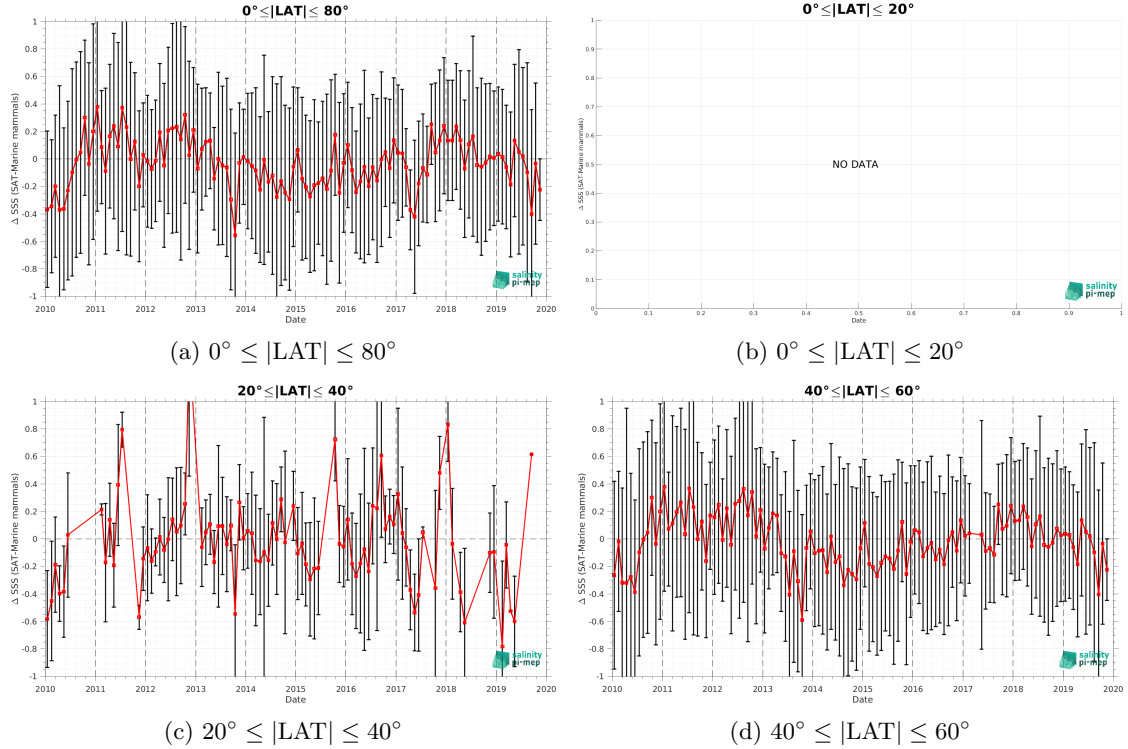 0°≤|LAT|≤ 80°
Δ SSS (SAT-Marine mammals)
1
0.8
0.6
0.4
0.2
0
-0.2
-0.4
-0.6
-0.8
-1
2010 2011 2012 2013 2014 2015 2016 2017 2018 2019 2020
Date
salinity
pi-mep
(a) 0° ≤ |LAT| ≤ 80°
0°≤|LAT|≤ 20°
Δ SSS (SAT-Marine mammals)
1
0.9
0.8
0.7
0.6
0.5
0.4
0.3
0.2
0.1
0
NO DATA
0 0.1 0.2 0.3 0.4 0.5 0.6 0.7 0.8 0.9 1
Date
salinity
pi-mep
(b) 0° ≤ |LAT| ≤ 20°
20°≤|LAT|≤ 40°
Δ SSS (SAT-Marine mammals)
1
0.8
0.6
0.4
0.2
0
-0.2
-0.4
-0.6
-0.8
-1
2010 2011 2012 2013 2014 2015 2016 2017 2018 2019 2020
Date
salinity
pi-mep
(c) 20° ≤ |LAT| ≤ 40°
40°≤|LAT|≤ 60°
Δ SSS (SAT-Marine mammals)
1
0.8
0.6
0.4
0.2
0
-0.2
-0.4
-0.6
-0.8
-1
2010 2011 2012 2013 2014 2015 2016 2017 2018 2019 2020
Date
salinity
pi-mep
(d) 40° ≤ |LAT| ≤ 60°